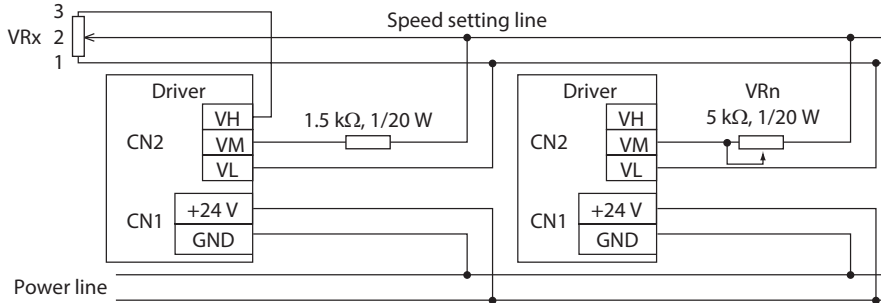 3
Speed setting line
VRx 2
1
Driver
VH
1.5 kΩ, 1/20 W
CN2
VM
VL
CN1
+24 V
GND
Driver
VRn
VH
5 kΩ, 1/20 W
CN2
VM
VL
CN1
+24 V
GND
Power line